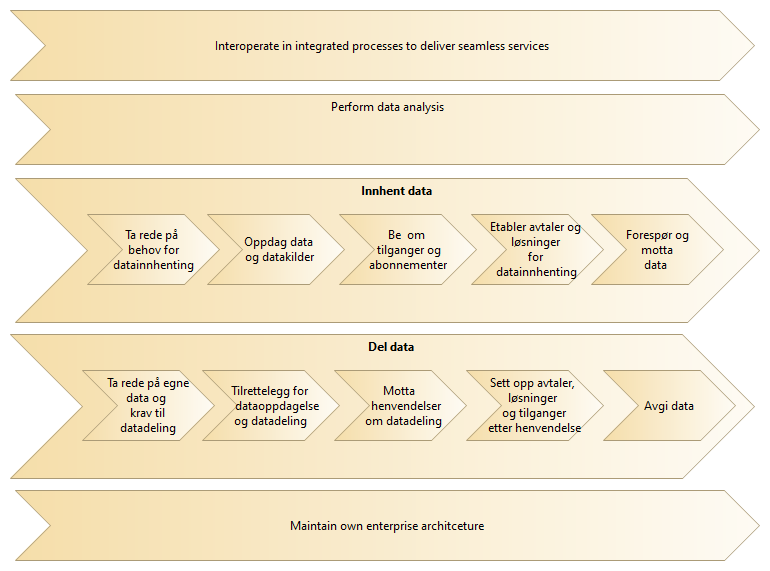 Interoperate in integrated processes to deliver seamless services
Perform data analysis
Innhent data
Ta rede på
behov for
datainnhenting
Oppdag data
og datakilder
Be  om
tilganger og
abonnementer
Etabler avtaler og
løsninger
for
datainnhenting
Forespør og
motta
data
Del data
Ta rede på egne
data og
krav til
datadeling
Tilrettelegg for
dataoppdagelse
og datadeling
Motta
henvendelser
om datadeling
Sett opp avtaler,
løsninger
og tilganger
etter henvendelse
Avgi data
Maintain own enterprise architceture